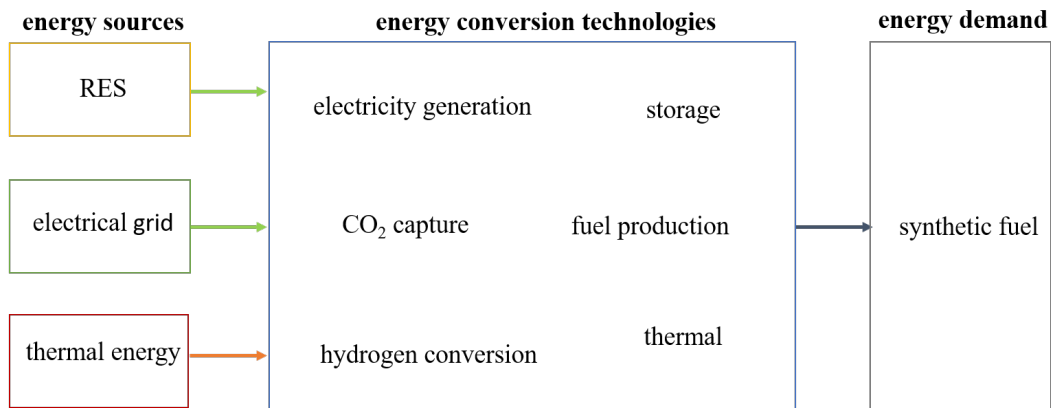 energy sources
energy conversion technologies
energy demand
RES
electricity generation
storage
electrical grid
CO₂ capture
fuel production
synthetic fuel
thermal energy
hydrogen conversion
thermal